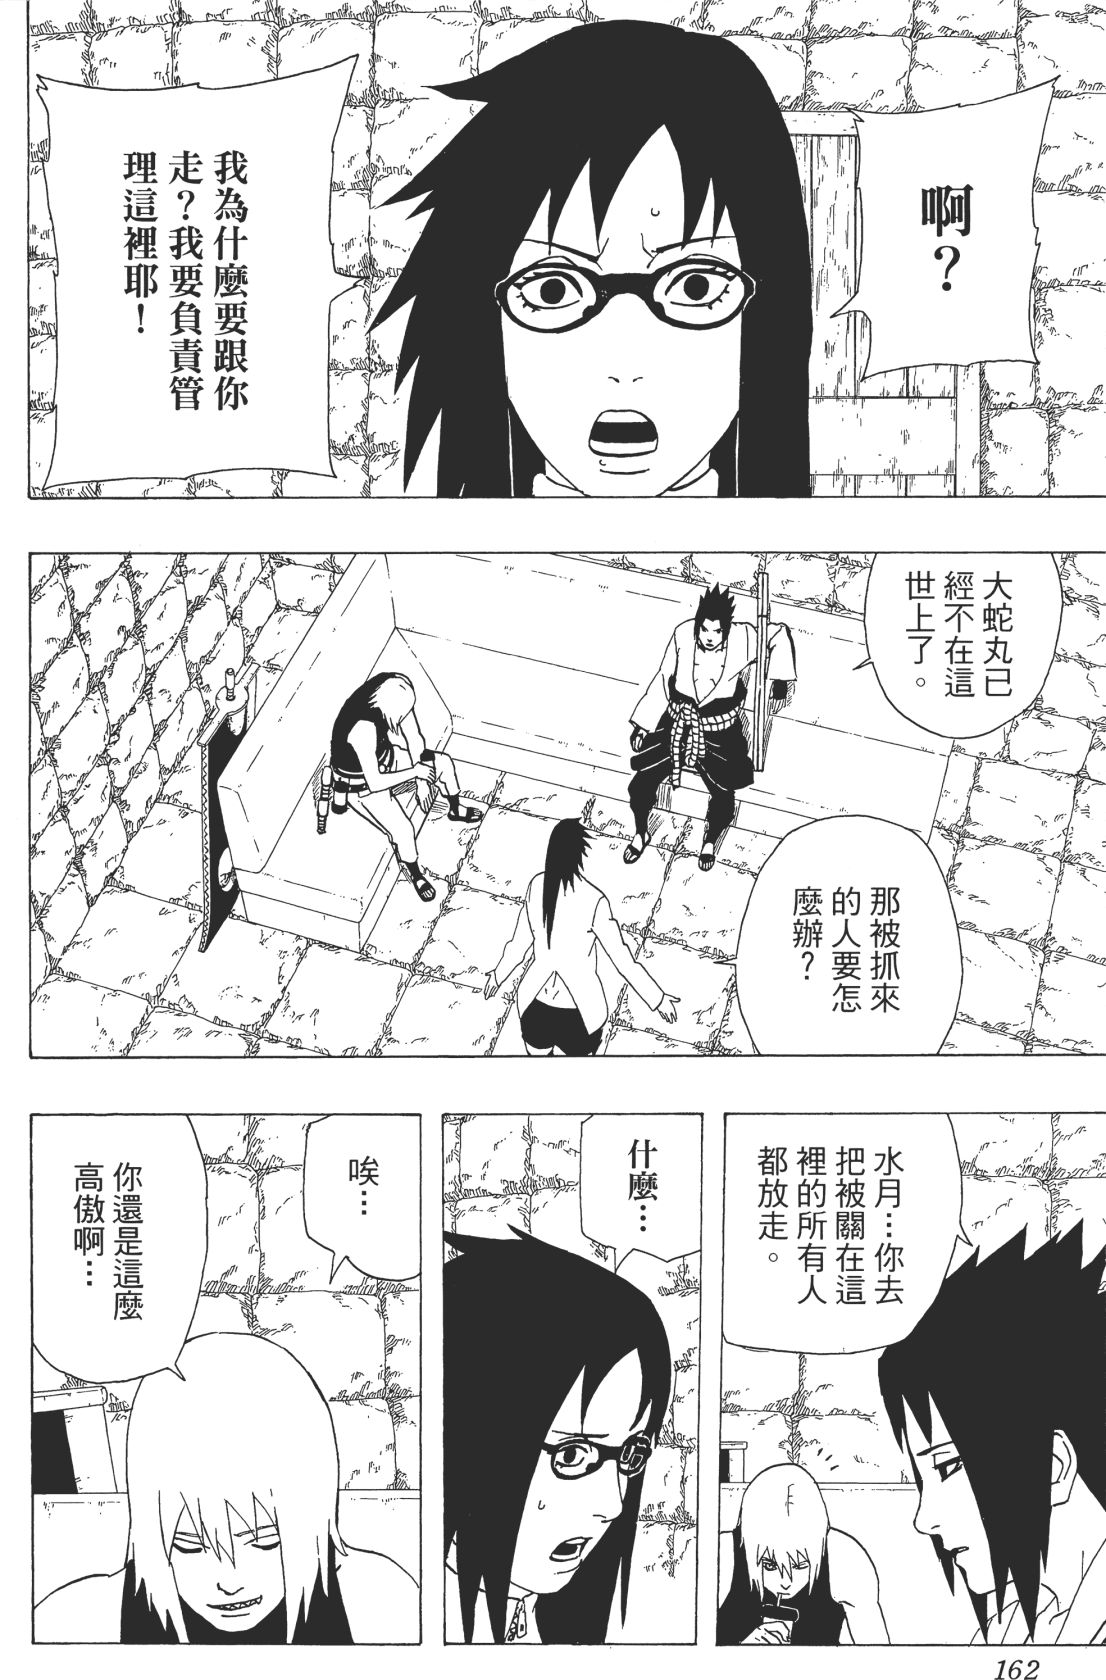 啊？
我為什麼要跟你
走？我要負責管
理這裡耶！
大蛇丸已
經不在這
世上了。
那被抓來
的人要怎
麼辦？
水月…你去
把被關在這
裡的所有人
都放走。
什麼…
唉…
你還是這麼
高傲啊…
162